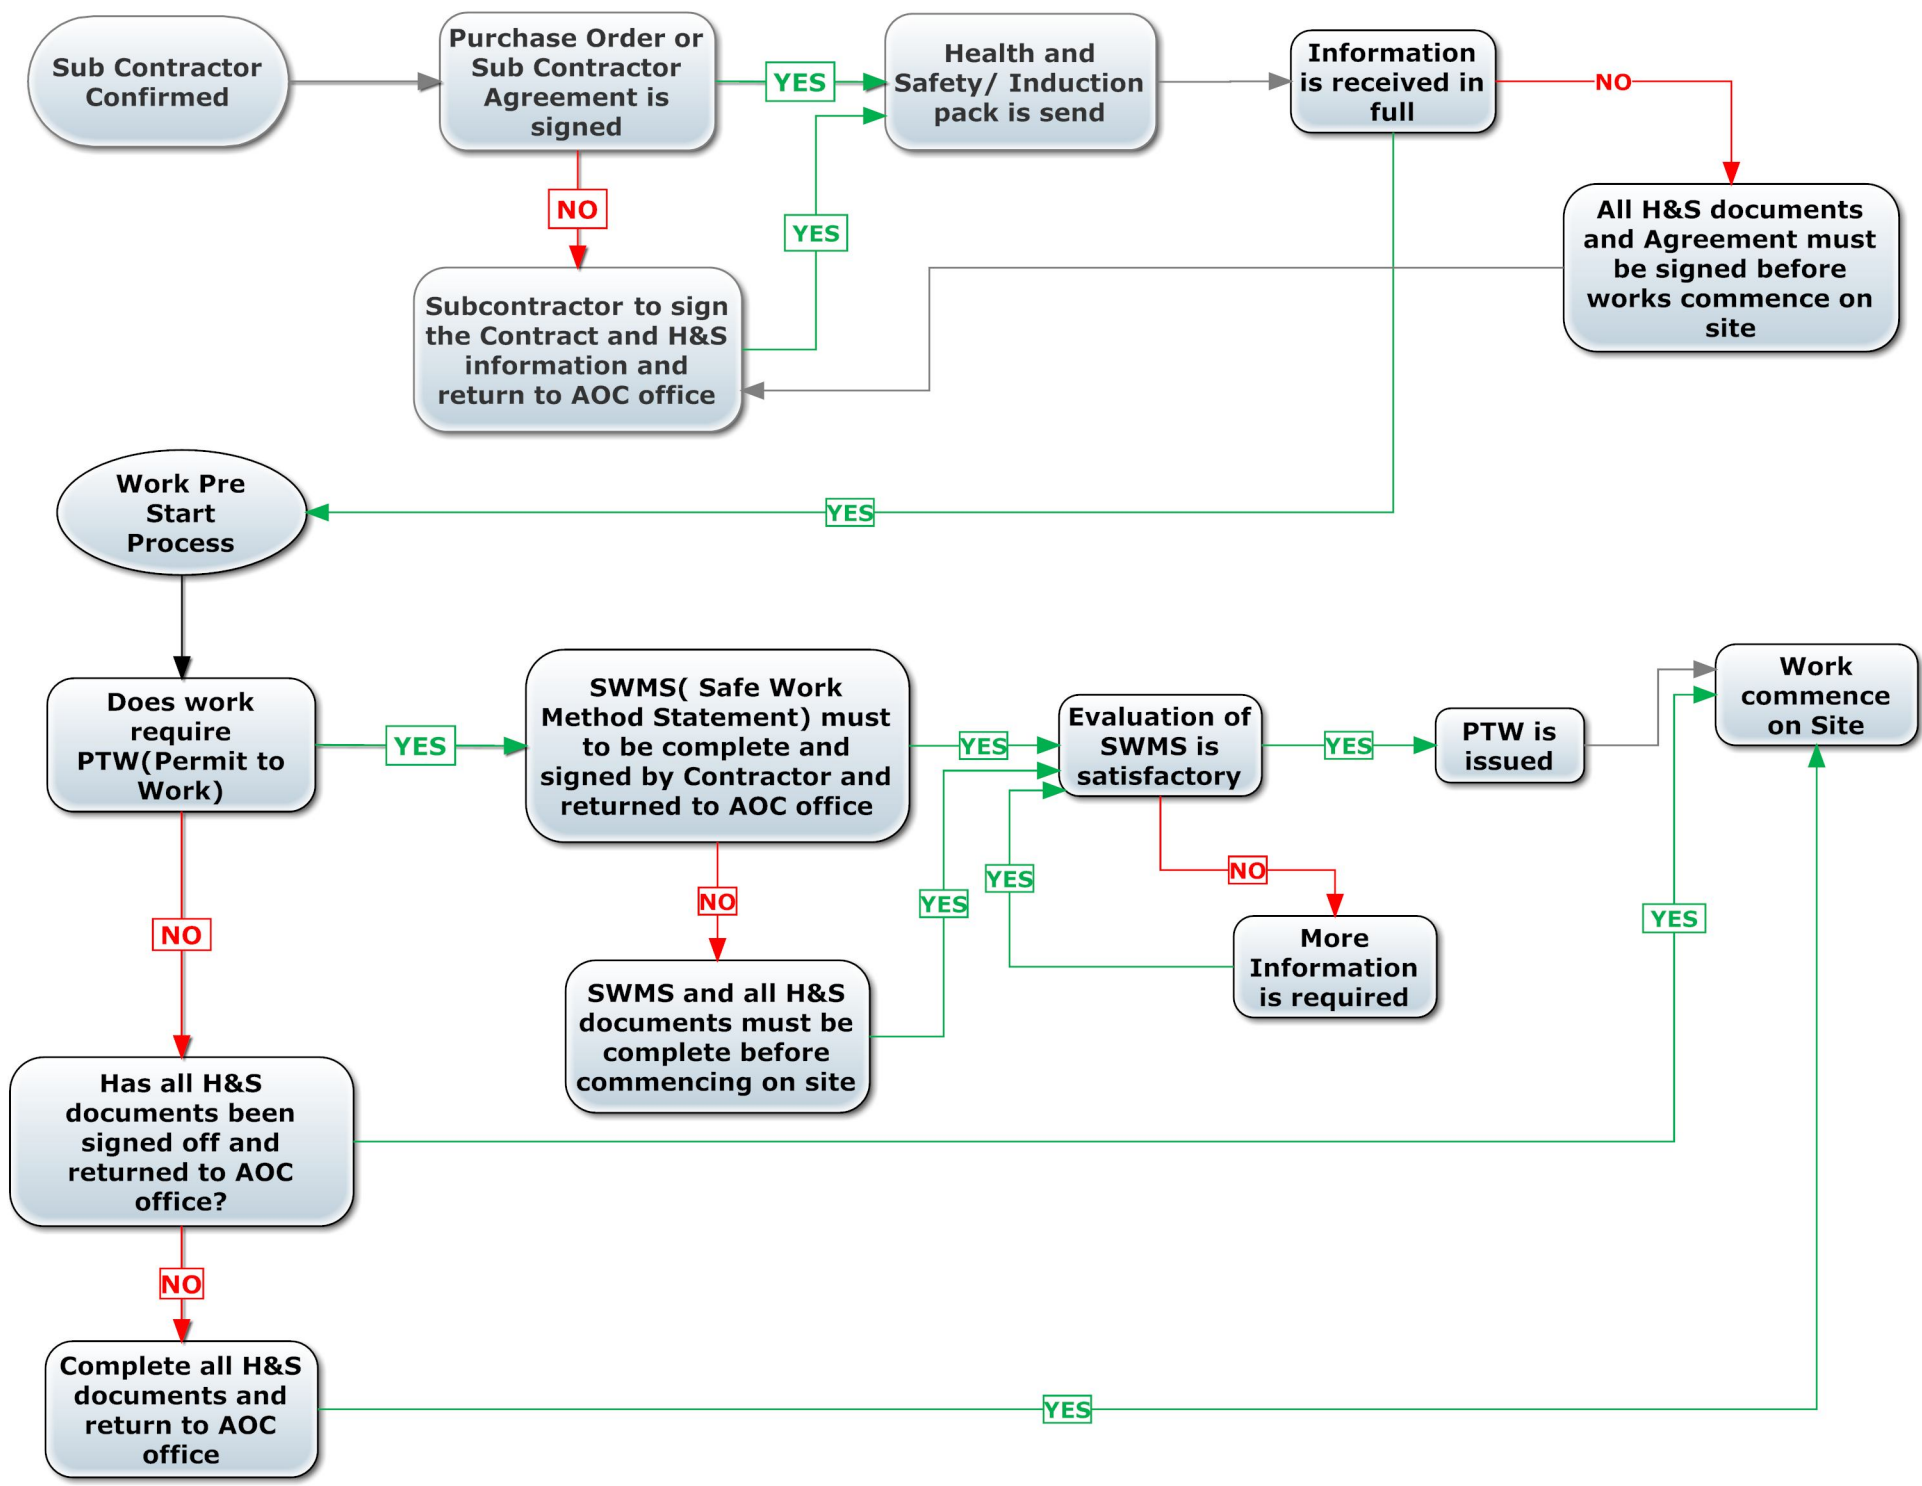 Sub Contractor
Confirmed
Purchase Order or
Sub Contractor
Agreement is
signed
YES
Health and
Safety/ Induction
pack is send
Information
is received in
full
NO
NO
YES
All H&S documents
and Agreement must
be signed before
works commence on
site
Subcontractor to sign
the Contract and H&S
information and
return to AOC office
Work Pre
Start
Process
YES
Does work
require
PTW(Permit to
Work)
YES
SWMS( Safe Work
Method Statement) must
to be complete and
signed by Contractor and
returned to AOC office
YES
Evaluation of
SWMS is
satisfactory
YES
PTW is
issued
Work
commence
on Site
NO
NO
YES
YES
NO
YES
More
Information
is required
SWMS and all H&S
documents must be
complete before
commencing on site
Has all H&S
documents been
signed off and
returned to AOC
office?
NO
Complete all H&S
documents and
return to AOC
office
YES